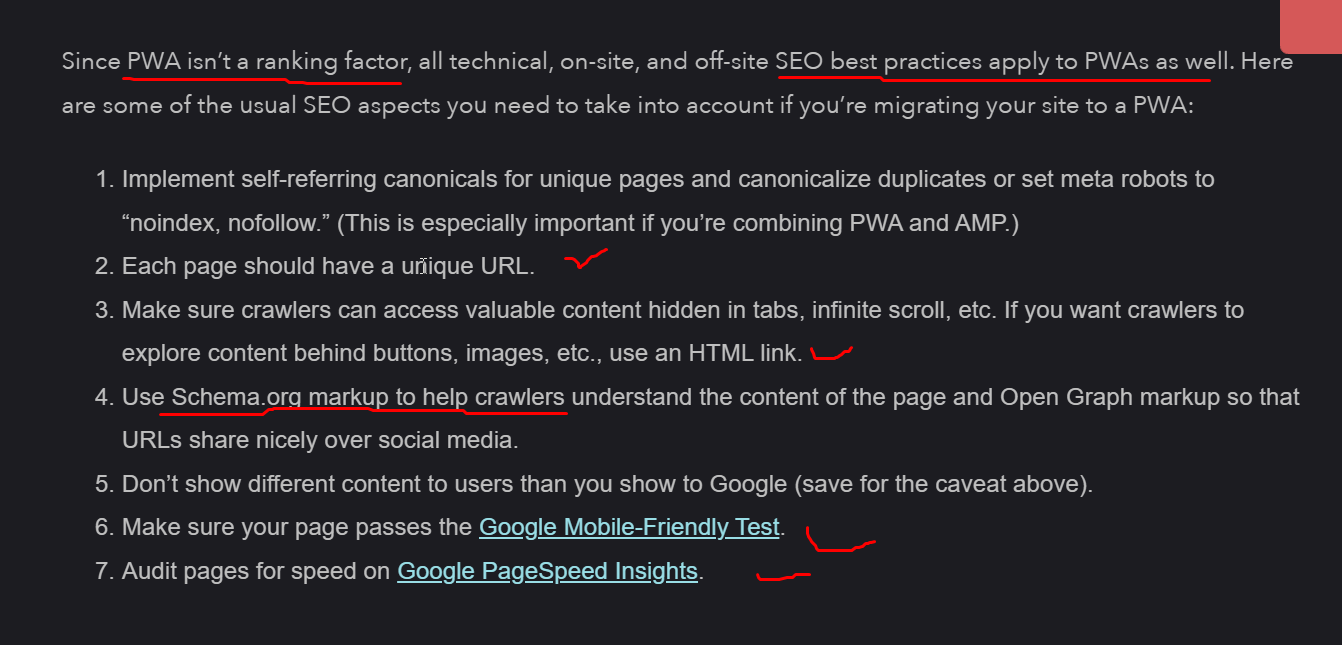 Since PWA isn’t a ranking factor, all technical, on-site, and off-site SEO best practices apply to PWAs as well. Here
are some of the usual SEO aspects you need to take into account if you’re migrating your site to a PWA:
1. Implement self-referring canonicals for unique pages and canonicalize duplicates or set meta robots to
“noindex, nofollow.” (This is especially important if you’re combining PWA and AMP.)
2. Each page should have a unique URL.
3. Make sure crawlers can access valuable content hidden in tabs, infinite scroll, etc. If you want crawlers to
explore content behind buttons, images, etc., use an HTML link.
4. Use Schema.org markup to help crawlers understand the content of the page and Open Graph markup so that
URLs share nicely over social media.
5. Don’t show different content to users than you show to Google (save for the caveat above).
6. Make sure your page passes the Google Mobile-Friendly Test.
7. Audit pages for speed on Google PageSpeed Insights.